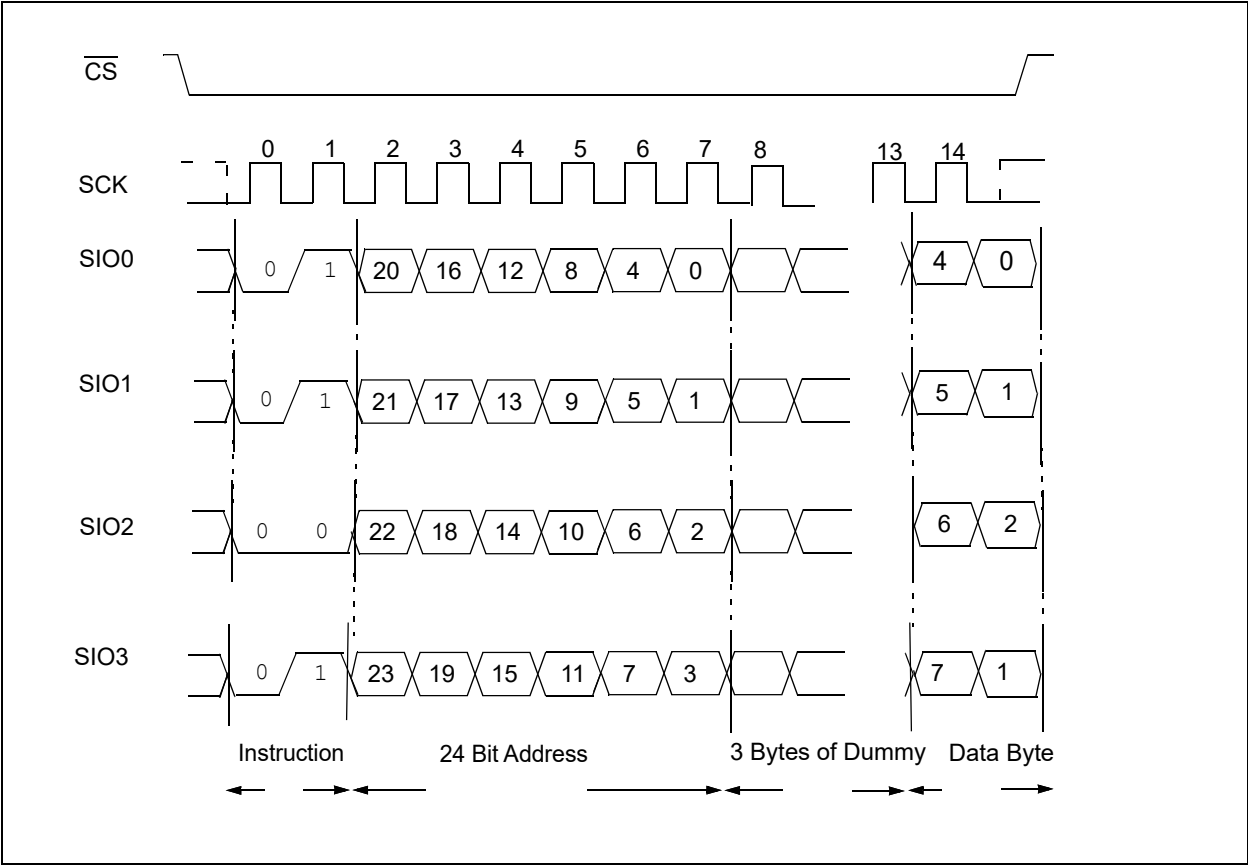 CS
0 1 2 3 4 5 6 7 8 13 14
SCK
SIO0 0 1 20 16 12 8 4 0 4 0
SIO1 0 1 21 17 13 9 5 1 5 1
SIO2 0 0 22 18 14 10 6 2 6 2
SIO3 0 1 23 19 15 11 7 3 7 1
Instruction 24 Bit Address 3 Bytes of Dummy Data Byte